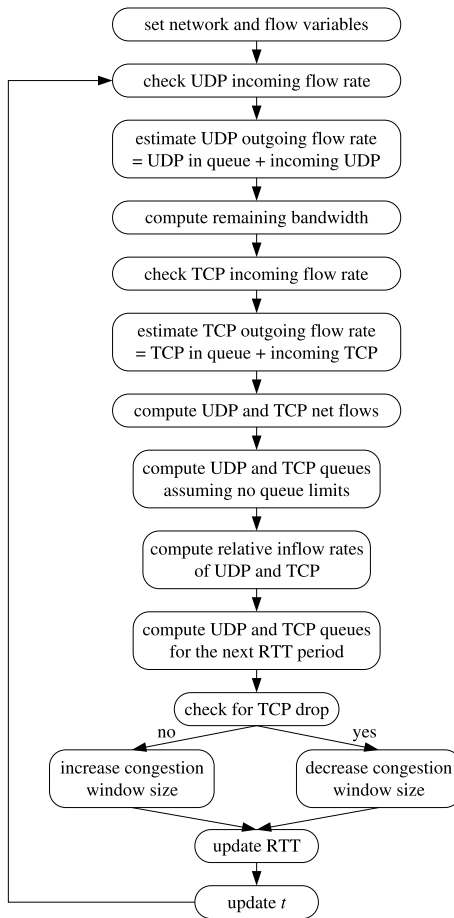 set network and flow variables
check UDP incoming flow rate
estimate UDP outgoing flow rate
= UDP in queue + incoming UDP
compute remaining bandwidth
check TCP incoming flow rate
estimate TCP outgoing flow rate
= TCP in queue + incoming TCP
compute UDP and TCP net flows
compute UDP and TCP queues
assuming no queue limits
compute relative inflow rates
of UDP and TCP
compute UDP and TCP queues
for the next RTT period
check for TCP drop
no
yes
increase congestion
window size
decrease congestion
window size
update RTT
update t